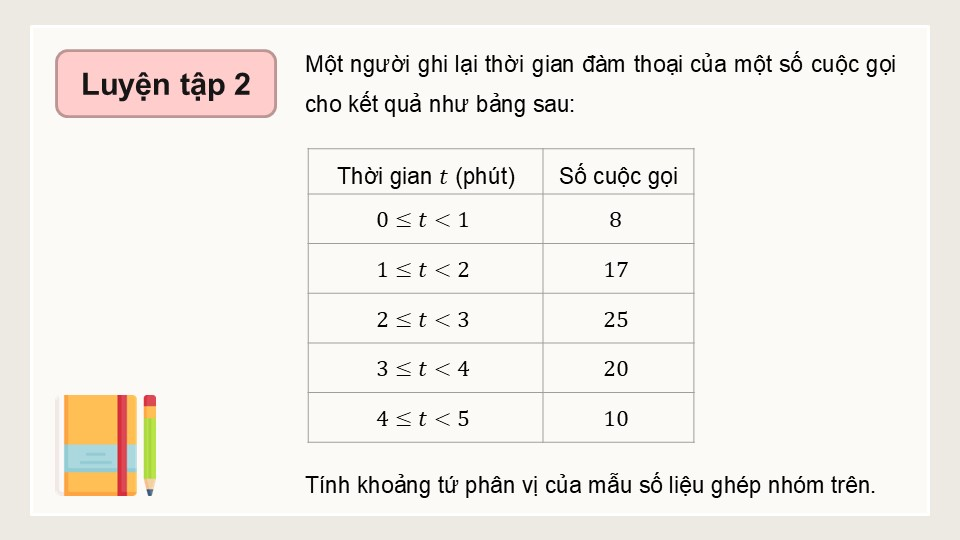 Luyện tập 2
Một người ghi lại thời gian đàm thoại của một số cuộc gọi
cho kết quả như bảng sau:
Thời gian 𝑡 (phút) Số cuộc gọi
0 ≤ 𝑡 < 1 8
1 ≤ 𝑡 < 2 17
2 ≤ 𝑡 < 3 25
3 ≤ 𝑡 < 4 20
4 ≤ 𝑡 < 5 10
Tính khoảng tứ phân vị của mẫu số liệu ghép nhóm trên.